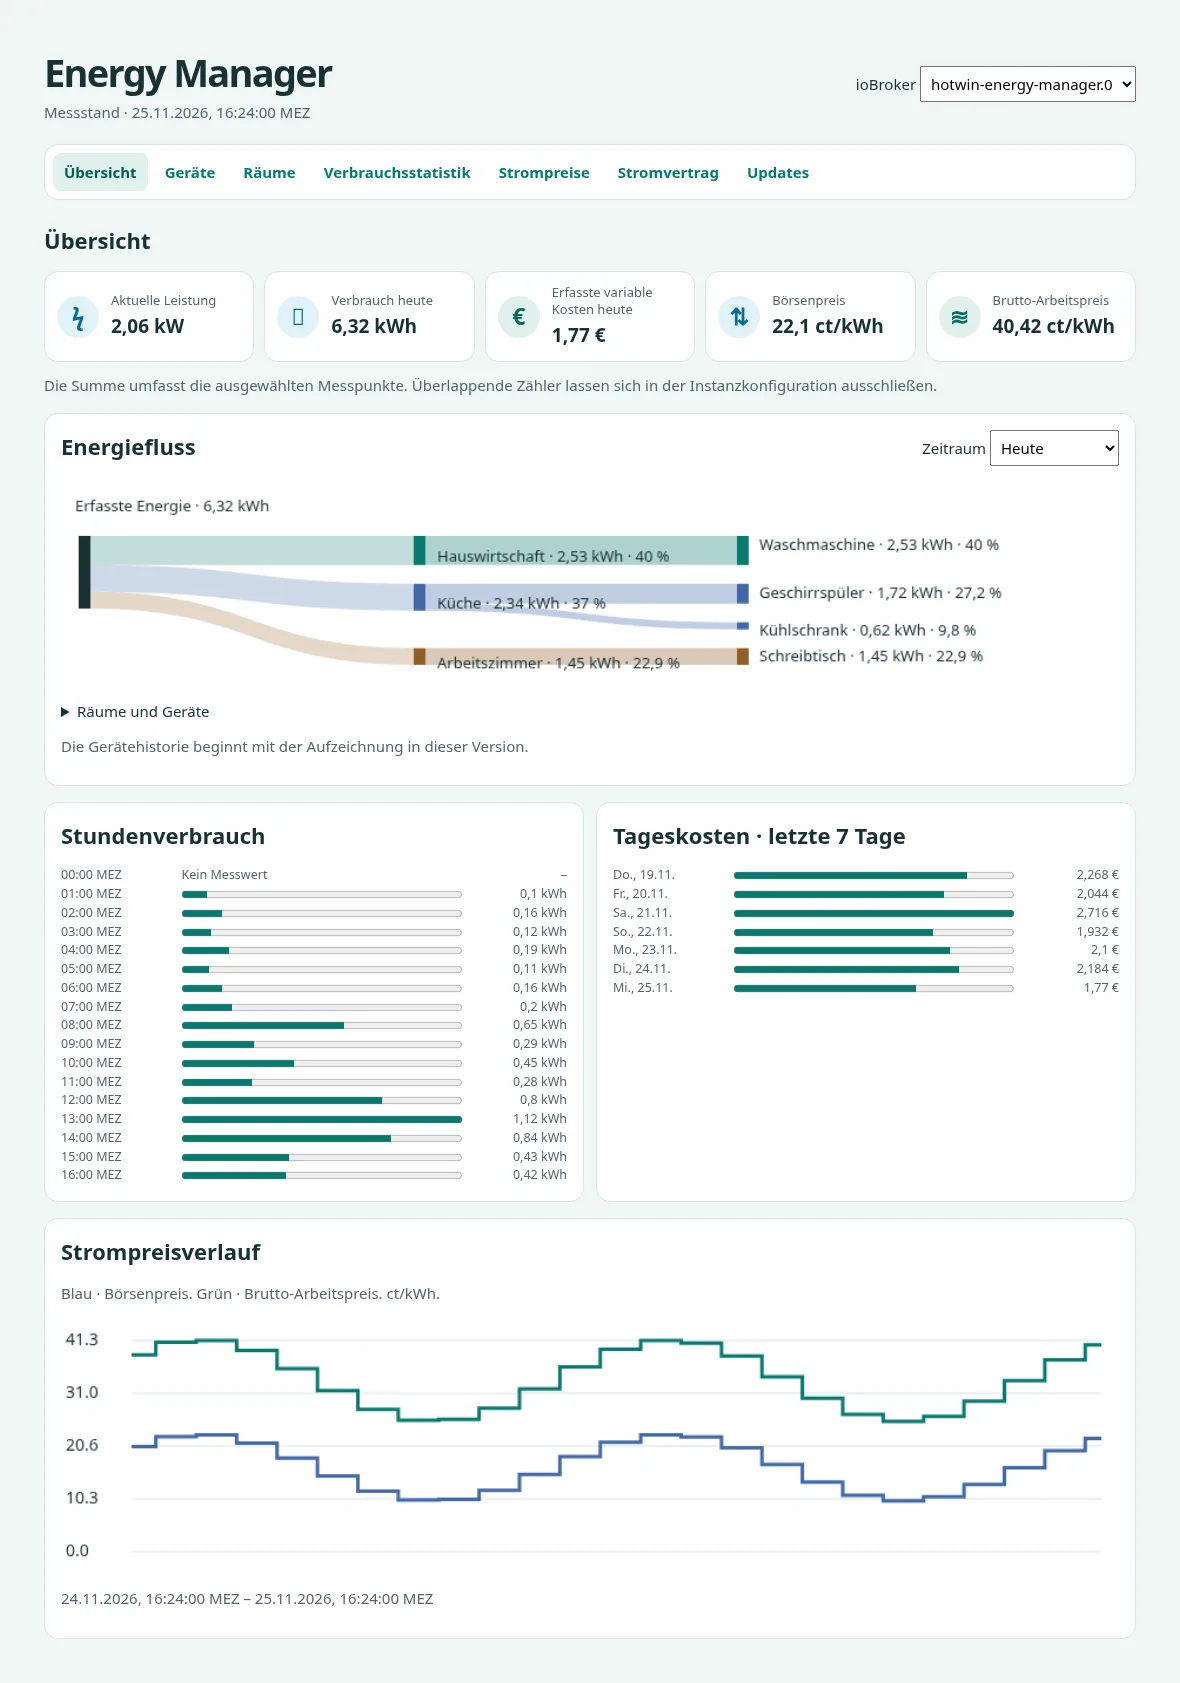 Energy Manager
Messstand · 25.11.2026, 16:24:00 MEZ
ioBroker hotwin-energy-manager.0
Übersicht Geräte Räume Verbrauchsstatistik Strompreise Stromvertrag Updates
Übersicht
Aktuelle Leistung
2,06 kW
Verbrauch heute
6,32 kWh
Erfasste variable
Kosten heute
1,77 €
€
Börsenpreis
22,1 ct/kWh
Brutto-Arbeitspreis
40,42 ct/kWh
Die Summe umfasst die ausgewählten Messpunkte. Überlappende Zähler lassen sich in der Instanzkonfiguration ausschließen.
Energiefluss
Zeitraum Heute
Erfasste Energie · 6,32 kWh
Hauswirtschaft · 2,53 kWh · 40 %
Waschmaschine · 2,53 kWh · 40 %
Küche · 2,34 kWh · 37 %
Geschirrspüler · 1,72 kWh · 27,2 %
Kühlschrank · 0,62 kWh · 9,8 %
Arbeitszimmer · 1,45 kWh · 22,9 %
Schreibtisch · 1,45 kWh · 22,9 %
Räume und Geräte
Die Gerätehistorie beginnt mit der Aufzeichnung in dieser Version.
Stundenverbrauch
00:00 MEZ Kein Messwert –
01:00 MEZ 0,1 kWh
02:00 MEZ 0,16 kWh
03:00 MEZ 0,12 kWh
04:00 MEZ 0,19 kWh
05:00 MEZ 0,11 kWh
06:00 MEZ 0,16 kWh
07:00 MEZ 0,2 kWh
08:00 MEZ 0,65 kWh
09:00 MEZ 0,29 kWh
10:00 MEZ 0,45 kWh
11:00 MEZ 0,28 kWh
12:00 MEZ 0,8 kWh
13:00 MEZ 1,12 kWh
14:00 MEZ 0,84 kWh
15:00 MEZ 0,43 kWh
16:00 MEZ 0,42 kWh
Tageskosten · letzte 7 Tage
Do., 19.11. 2,268 €
Fr., 20.11. 2,044 €
Sa., 21.11. 2,716 €
So., 22.11. 1,932 €
Mo., 23.11. 2,1 €
Di., 24.11. 2,184 €
Mi., 25.11. 1,77 €
Strompreisverlauf
Blau · Börsenpreis. Grün · Brutto-Arbeitspreis. ct/kWh.
41.3
31.0
20.6
10.3
0.0
24.11.2026, 16:24:00 MEZ – 25.11.2026, 16:24:00 MEZ